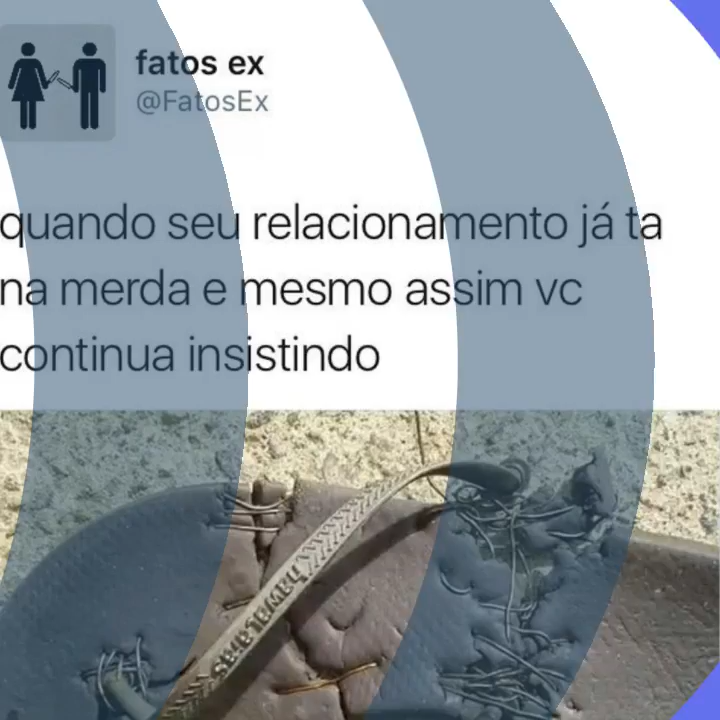 fatos ex
@FatosEx
quando seu relacionamento já ta
na merda e mesmo assim vc
continua insistindo
havaianas